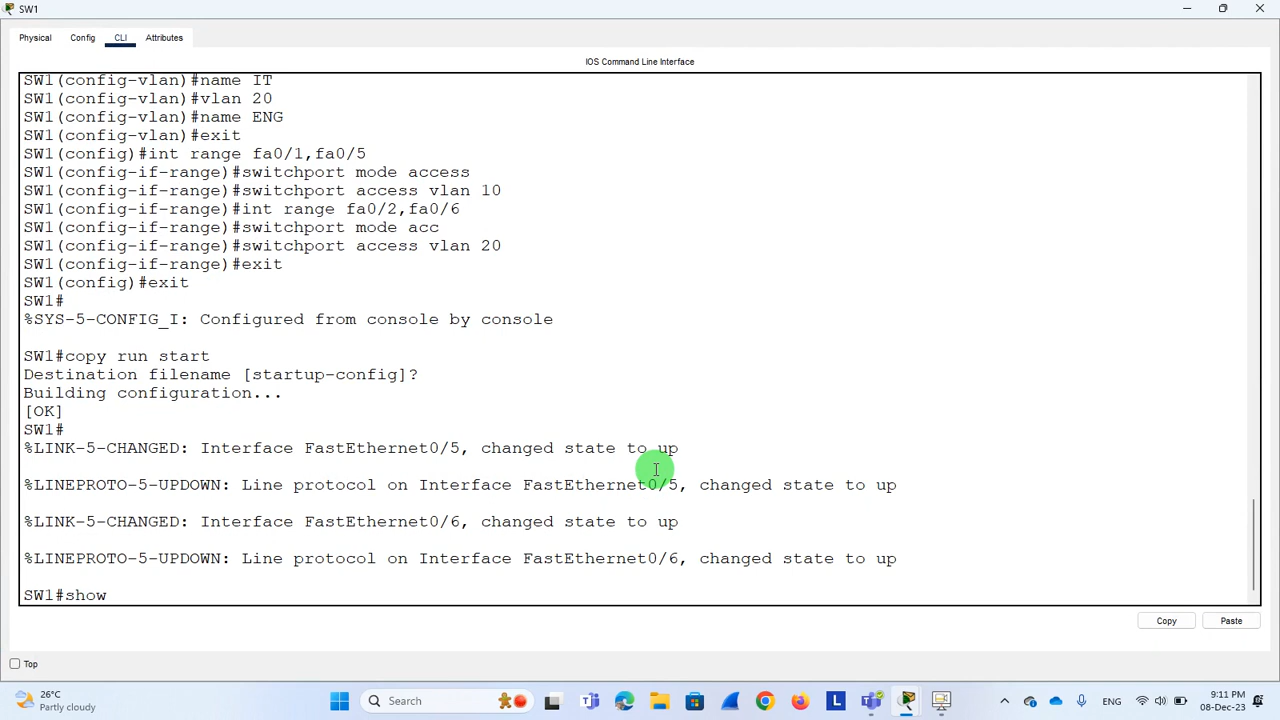 SW1
Physical
Config
CLI
Attributes
IOS Command Line Interface
SW1(config-vlan)#name IT
SW1(config-vlan)#vlan 20
SW1(config-vlan)#name ENG
SW1(config-vlan)#exit
SW1(config)#int range fa0/1,fa0/5
SW1(config-if-range)#switchport mode access
SW1(config-if-range)#switchport access vlan 10
SW1(config-if-range)#int range fa0/2,fa0/6
SW1(config-if-range)#switchport mode acc
SW1(config-if-range)#switchport access vlan 20
SW1(config-if-range)#exit
SW1(config)#exit
SW1#
%SYS-5-CONFIG_I: Configured from console by console
SW1#copy run start
Destination filename [startup-config]?
Building configuration...
[OK]
SW1#
%LINK-5-CHANGED: Interface FastEthernet0/5, changed state to up
%LINEPROTO-5-UPDOWN: Line protocol on Interface FastEthernet0/5, changed state to up
%LINK-5-CHANGED: Interface FastEthernet0/6, changed state to up
%LINEPROTO-5-UPDOWN: Line protocol on Interface FastEthernet0/6, changed state to up
SW1#show
Copy
Paste
Top
26°C
Partly cloudy
Search
L
ENG
9:11 PM
08-Dec-23